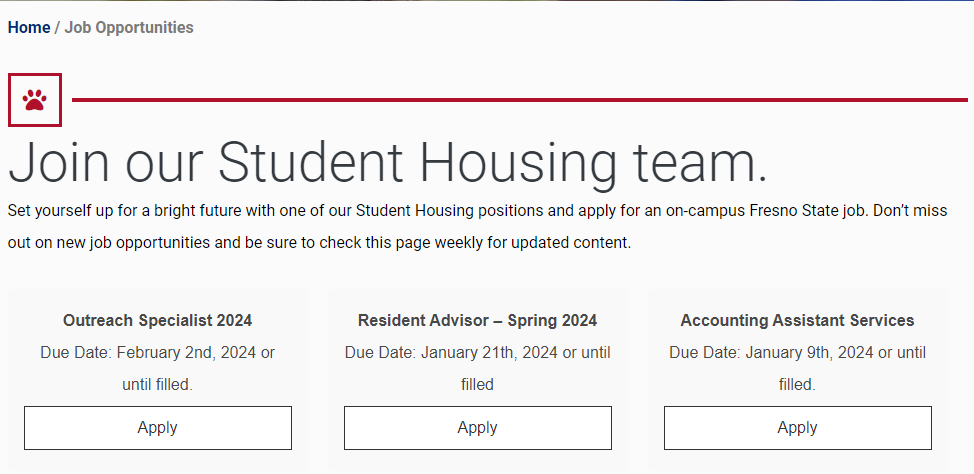 Home / Job Opportunities
Join our Student Housing team.
Set yourself up for a bright future with one of our Student Housing positions and apply for an on-campus Fresno State job. Don’t miss
out on new job opportunities and be sure to check this page weekly for updated content.
Outreach Specialist 2024
Due Date: February 2nd, 2024 or
until filled.
Apply
Resident Advisor – Spring 2024
Due Date: January 21th, 2024 or until
filled
Apply
Accounting Assistant Services
Due Date: January 9th, 2024 or until
filled.
Apply